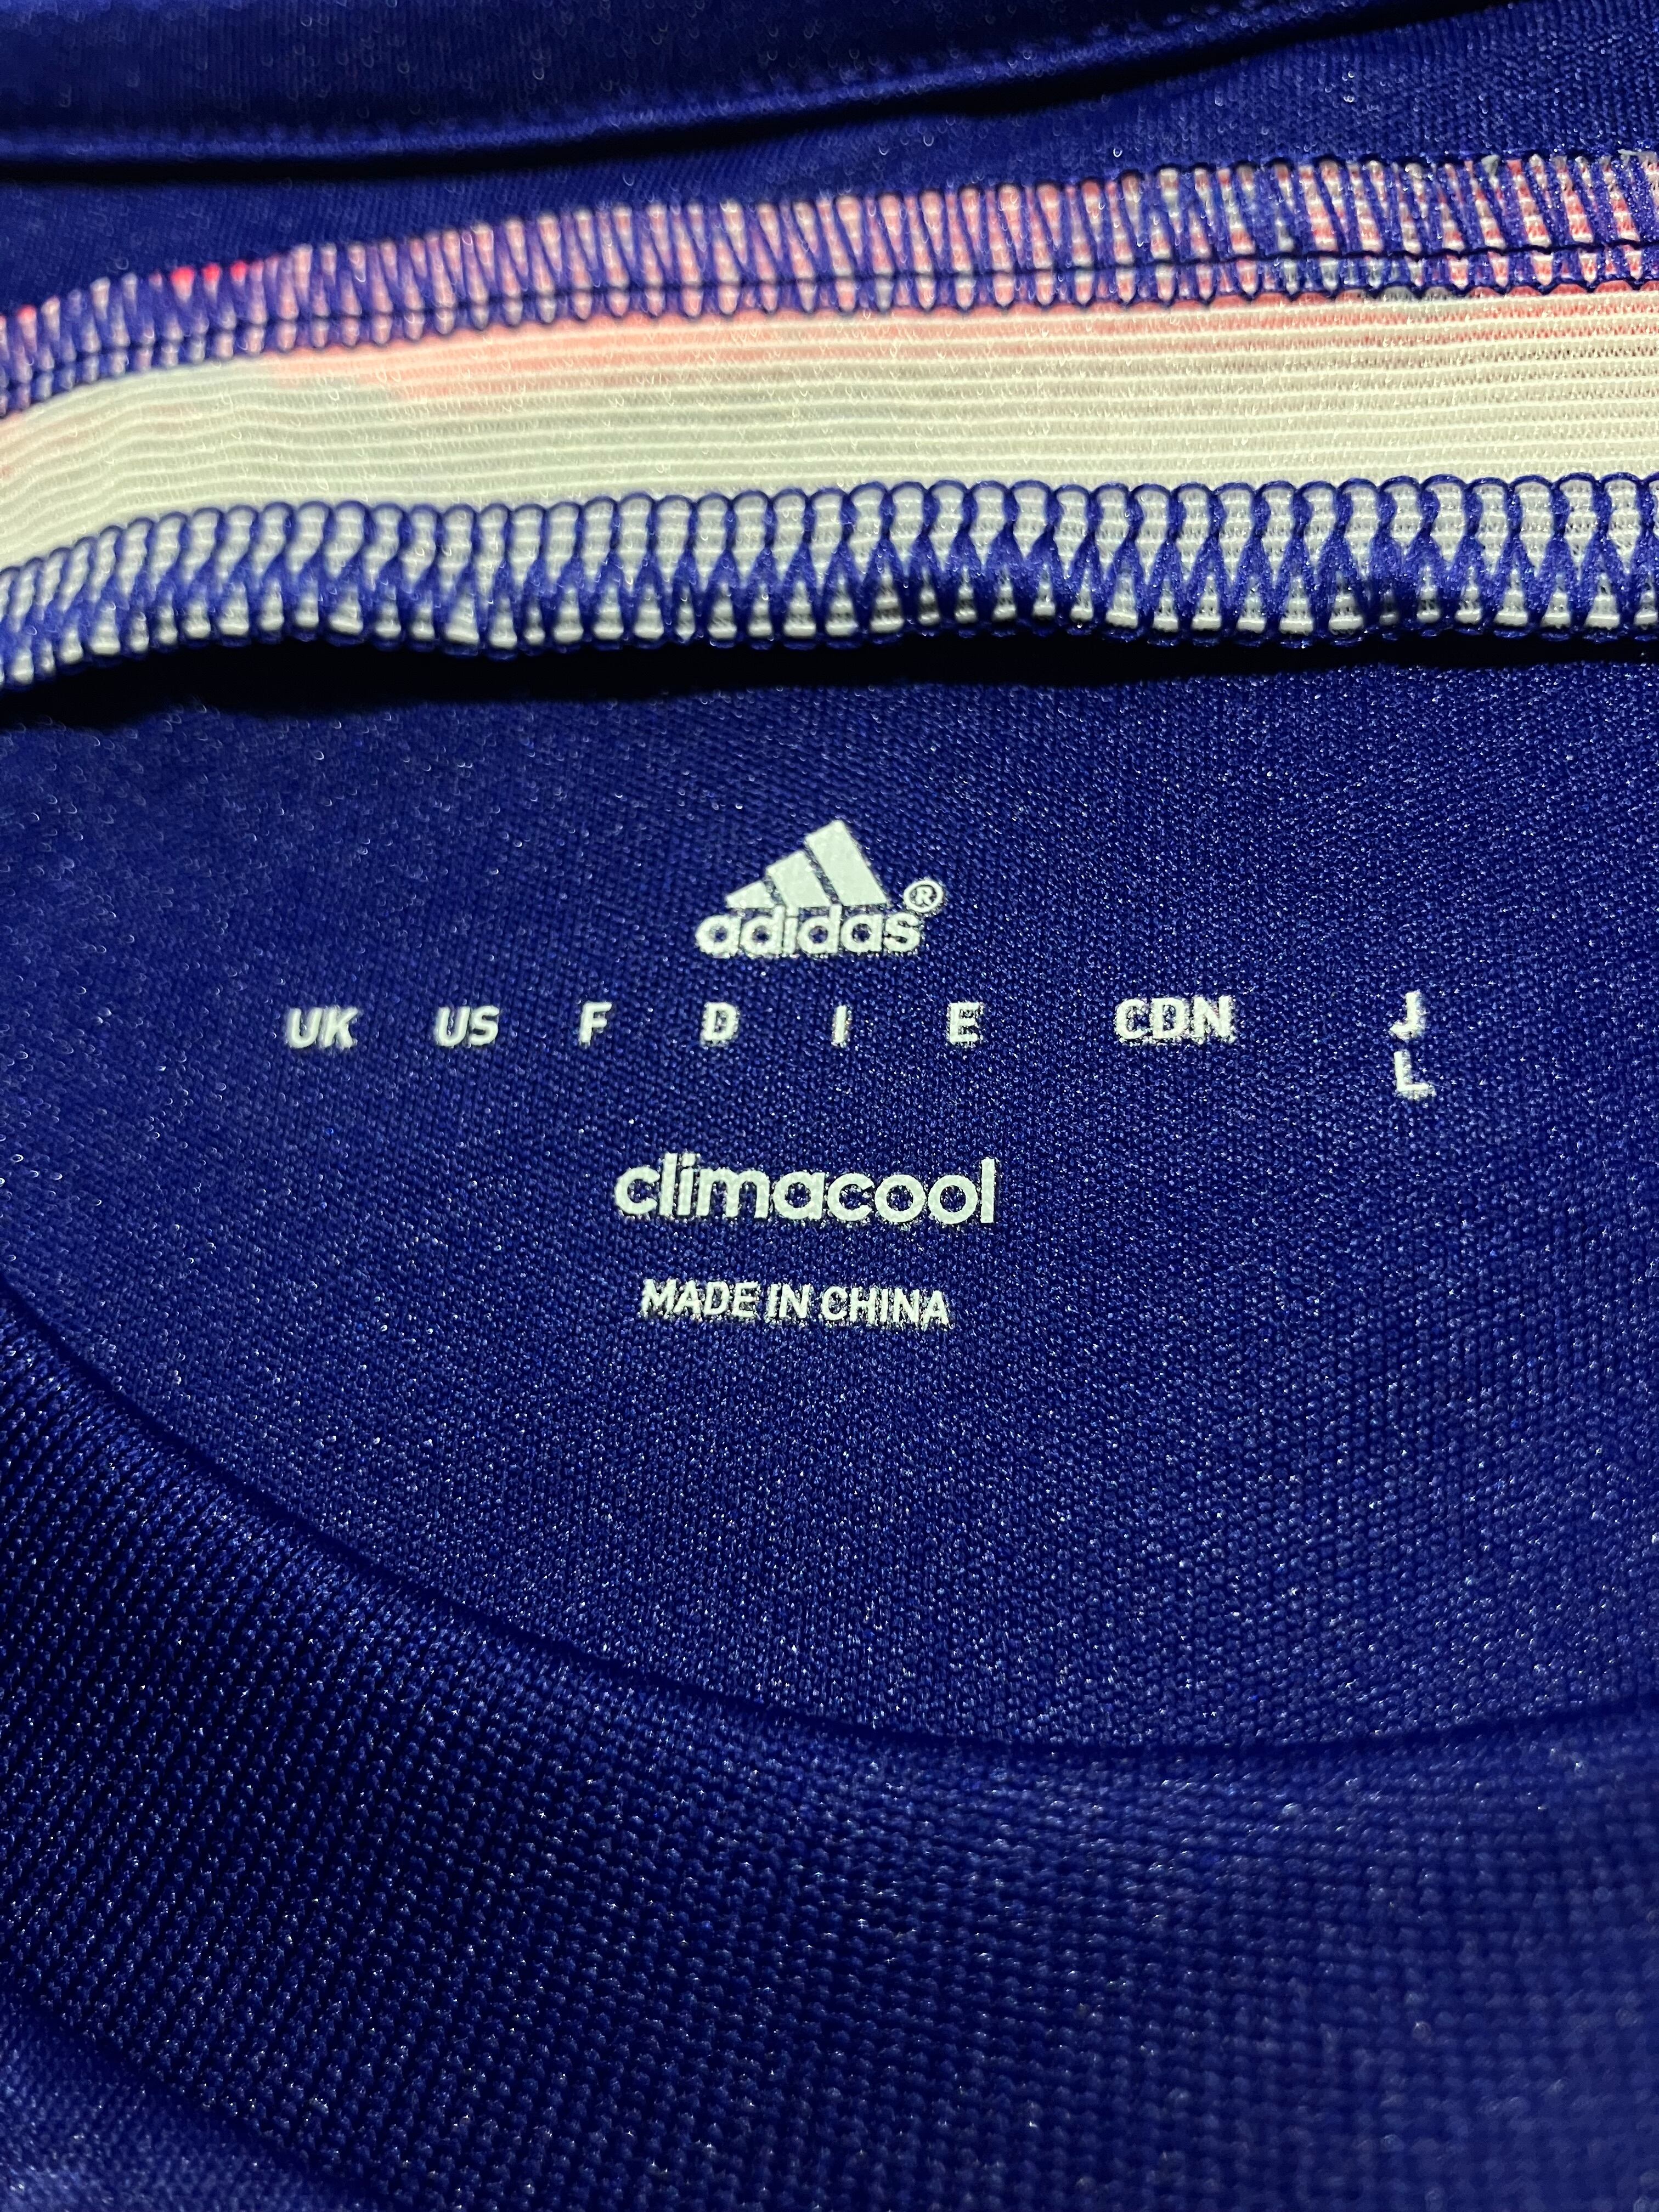 adidas®
UK US F D I E CDN J
L
climacool
MADE IN CHINA